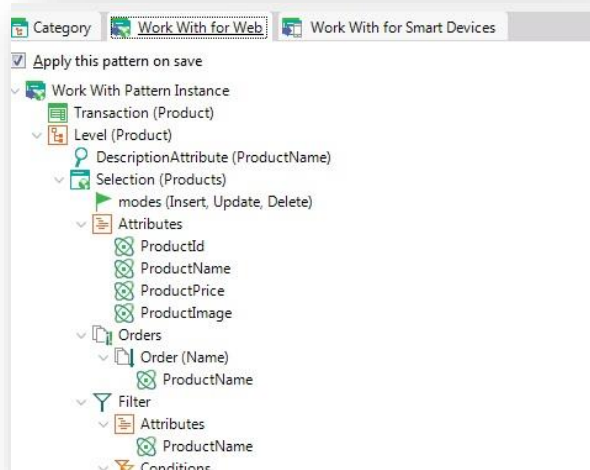 Category Work With for Web Work With for Smart Devices
Apply this pattern on save
Work With Pattern Instance
Transaction (Product)
Level (Product)
DescriptionAttribute (ProductName)
Selection (Products)
modes (Insert, Update, Delete)
Attributes
ProductId
ProductName
ProductPrice
ProductImage
Orders
Order (Name)
ProductName
Filter
Attributes
ProductName
Conditions